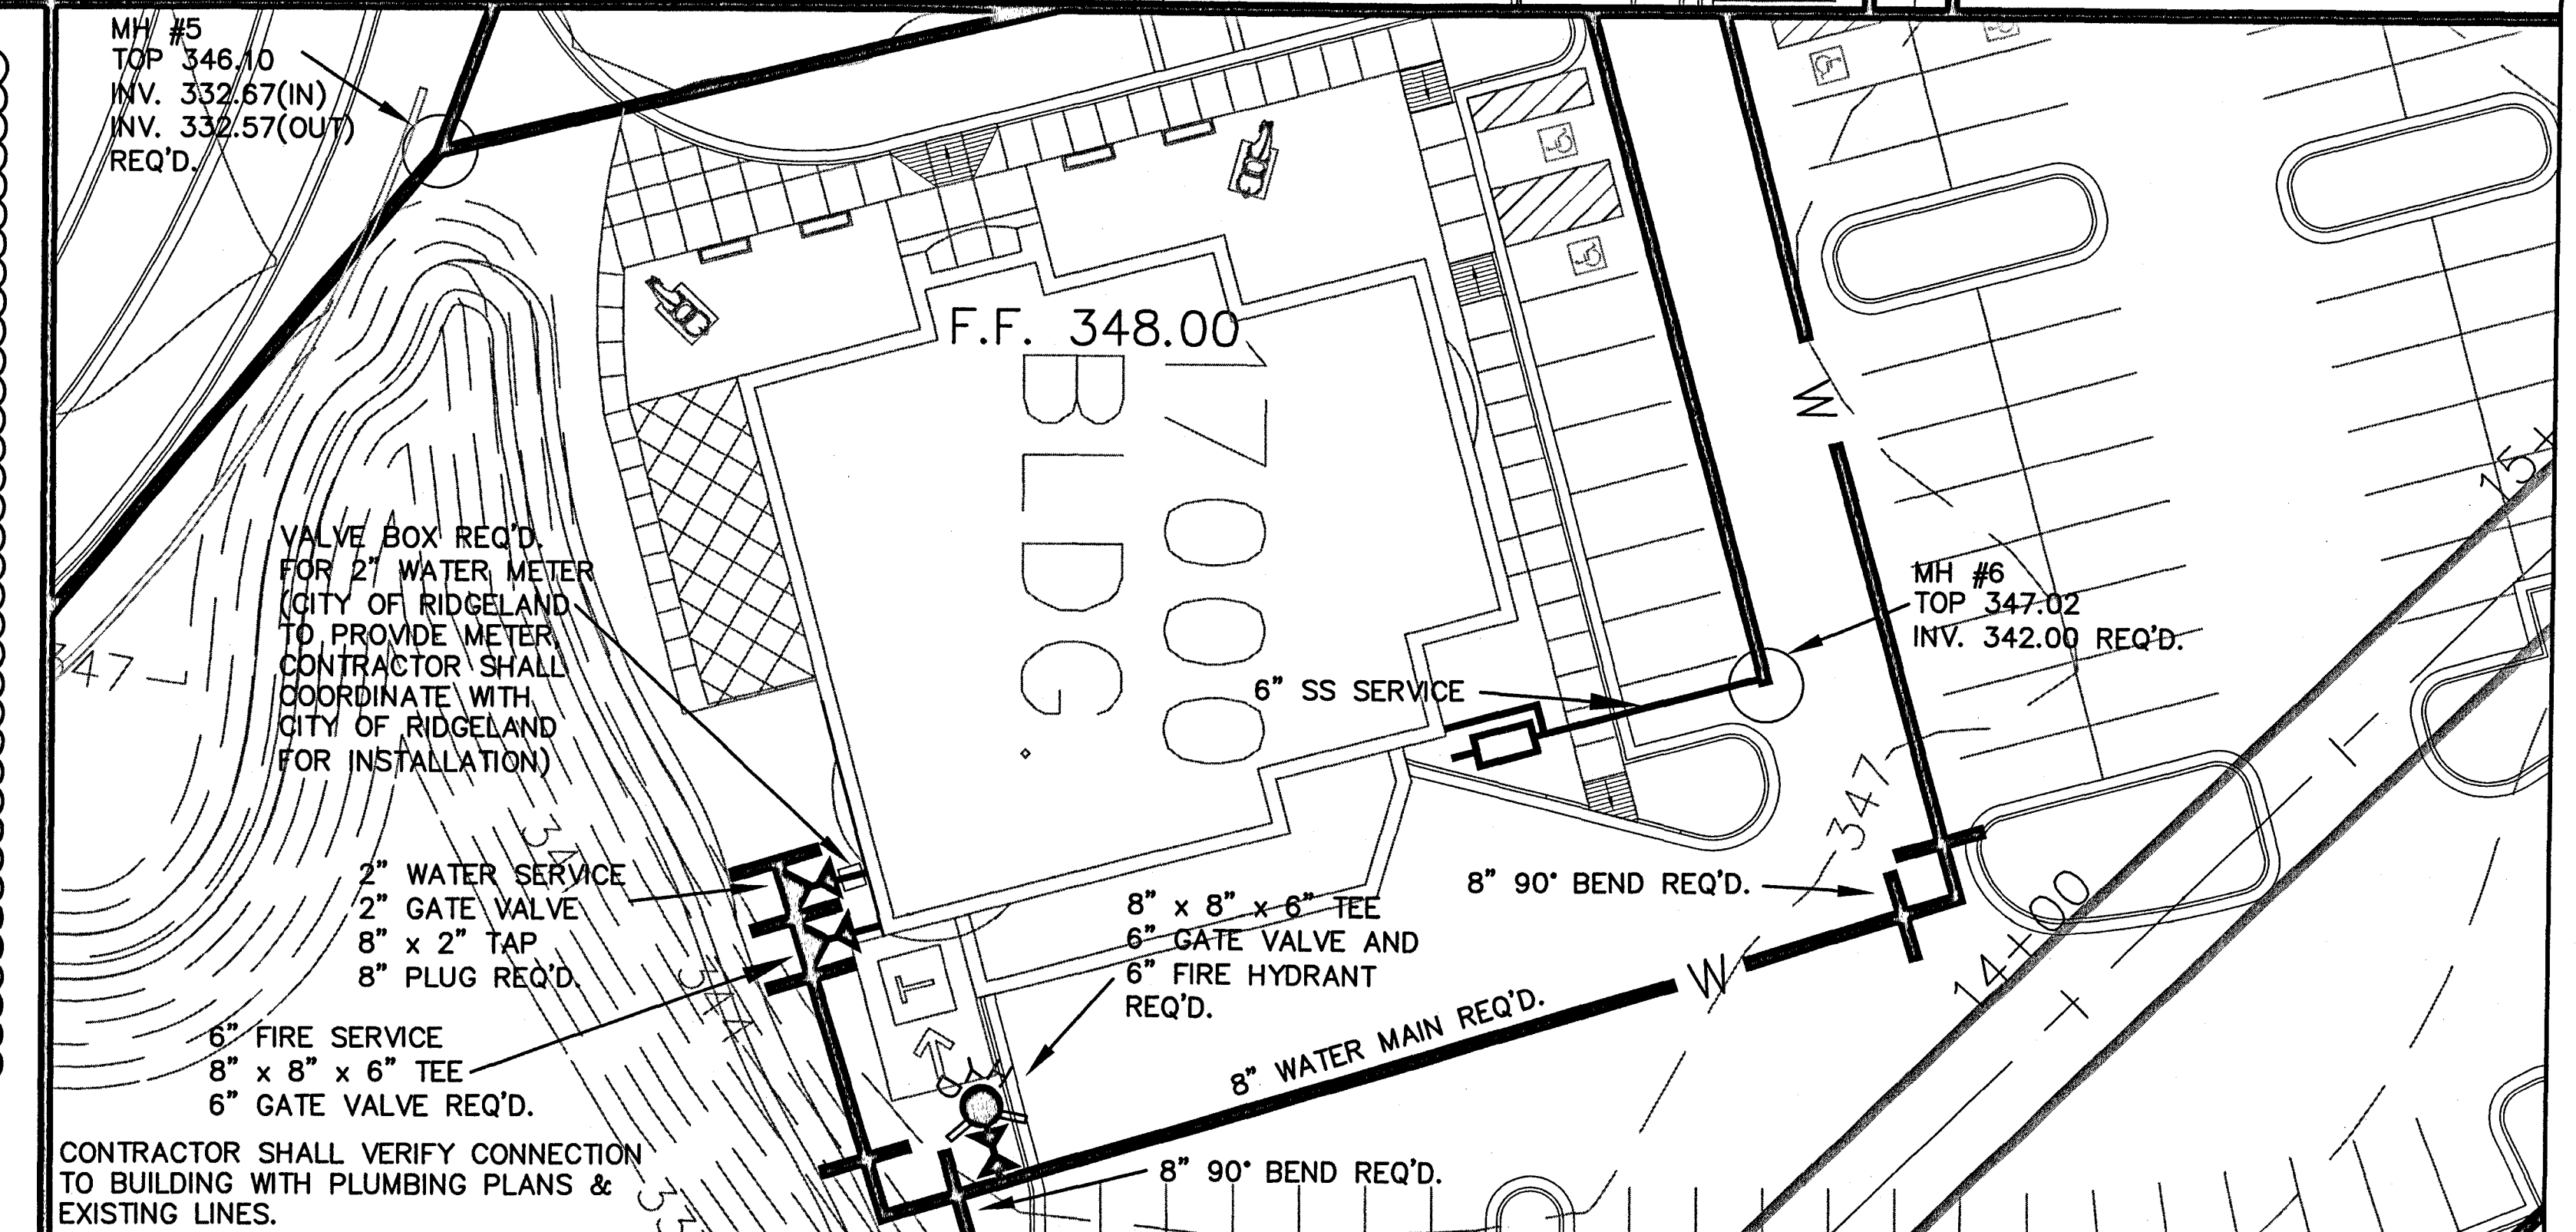 MH #5
TOP 346.10
INV. 332.67(IN)
INV. 332.57(OUT)
REQ'D.
F.F. 348.00
17000
BLDG.
W
15+
VALVE BOX REQ'D.
FOR 2" WATER METER
(CITY OF RIDGELAND
TO PROVIDE METER,
CONTRACTOR SHALL
COORDINATE WITH
CITY OF RIDGELAND
FOR INSTALLATION)
347
MH #6
TOP 347.02
INV. 342.00 REQ'D.
6" SS SERVICE
347
2" WATER SERVICE
2" GATE VALVE
8" x 2" TAP
8" PLUG REQ'D.
8" x 8" x 6" TEE
6" GATE VALVE AND
6" FIRE HYDRANT
REQ'D.
8" 90° BEND REQ'D.
14+00
344
T
W
8" WATER MAIN REQ'D.
6" FIRE SERVICE
8" x 8" x 6" TEE
6" GATE VALVE REQ'D.
CONTRACTOR SHALL VERIFY CONNECTION
TO BUILDING WITH PLUMBING PLANS &
EXISTING LINES.
8" 90° BEND REQ'D.